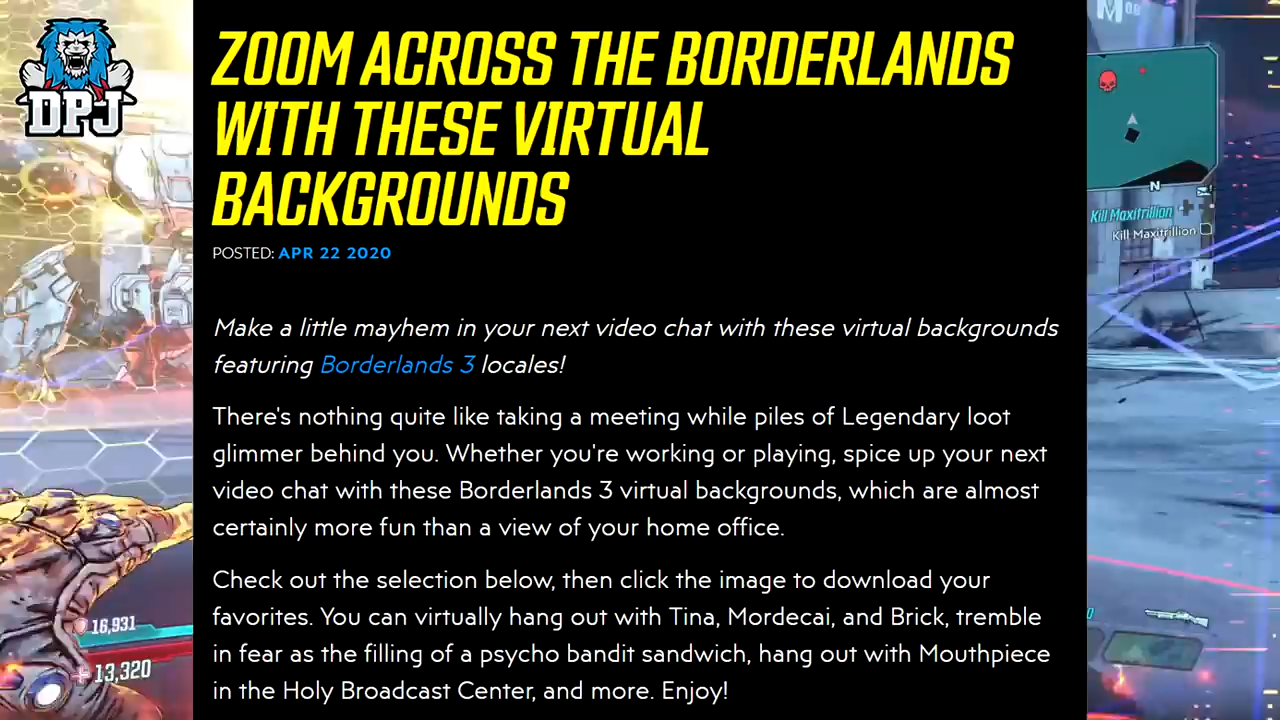 DPJ
ZOOM ACROSS THE BORDERLANDS
WITH THESE VIRTUAL
BACKGROUNDS
POSTED: APR 22 2020
Make a little mayhem in your next video chat with these virtual backgrounds
featuring Borderlands 3 locales!
There's nothing quite like taking a meeting while piles of Legendary loot
glimmer behind you. Whether you're working or playing, spice up your next
video chat with these Borderlands 3 virtual backgrounds, which are almost
certainly more fun than a view of your home office.
Check out the selection below, then click the image to download your
favorites. You can virtually hang out with Tina, Mordecai, and Brick, tremble
in fear as the filling of a psycho bandit sandwich, hang out with Mouthpiece
in the Holy Broadcast Center, and more. Enjoy!
N
Kill Maxitrillion
Kill Maxitrillion
16,931
13,320